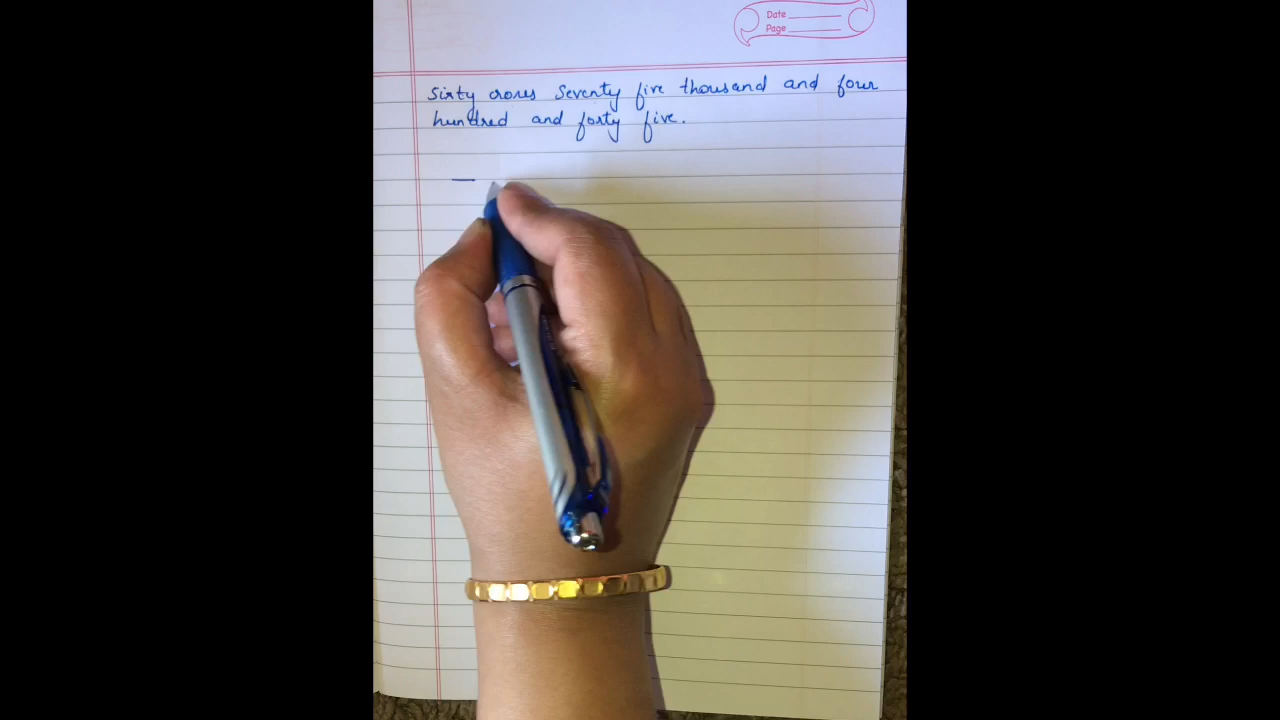 Date
Page
Sixty crores Seventy five thousand and four
hundred and forty five.